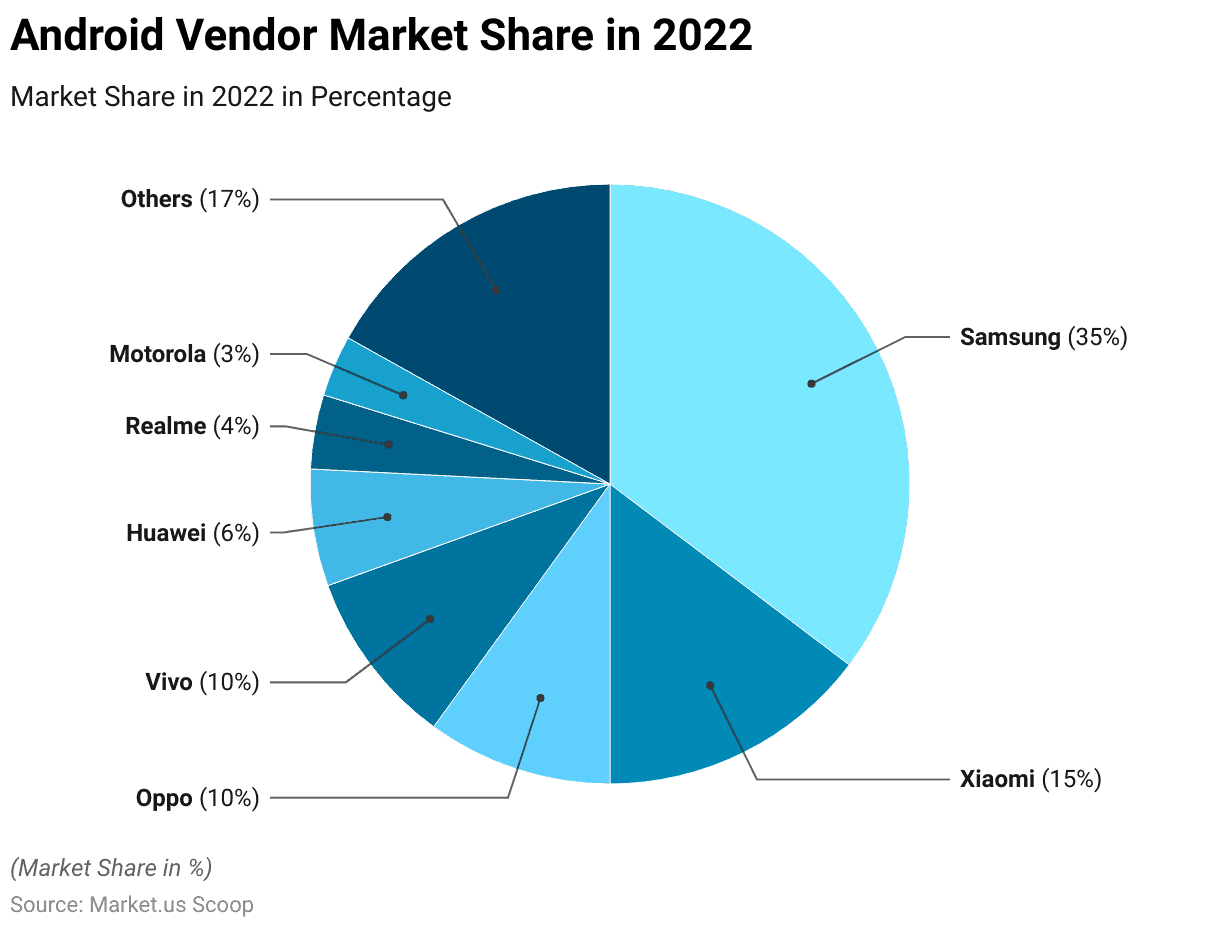 Android Vendor Market Share in 2022
Market Share in 2022 in Percentage
Others (17%)
Samsung (35%)
Motorola (3%)
Realme (4%)
Huawei (6%)
Vivo (10%)
Xiaomi (15%)
Oppo (10%)
(Market Share in %)
Source: Market.us Scoop